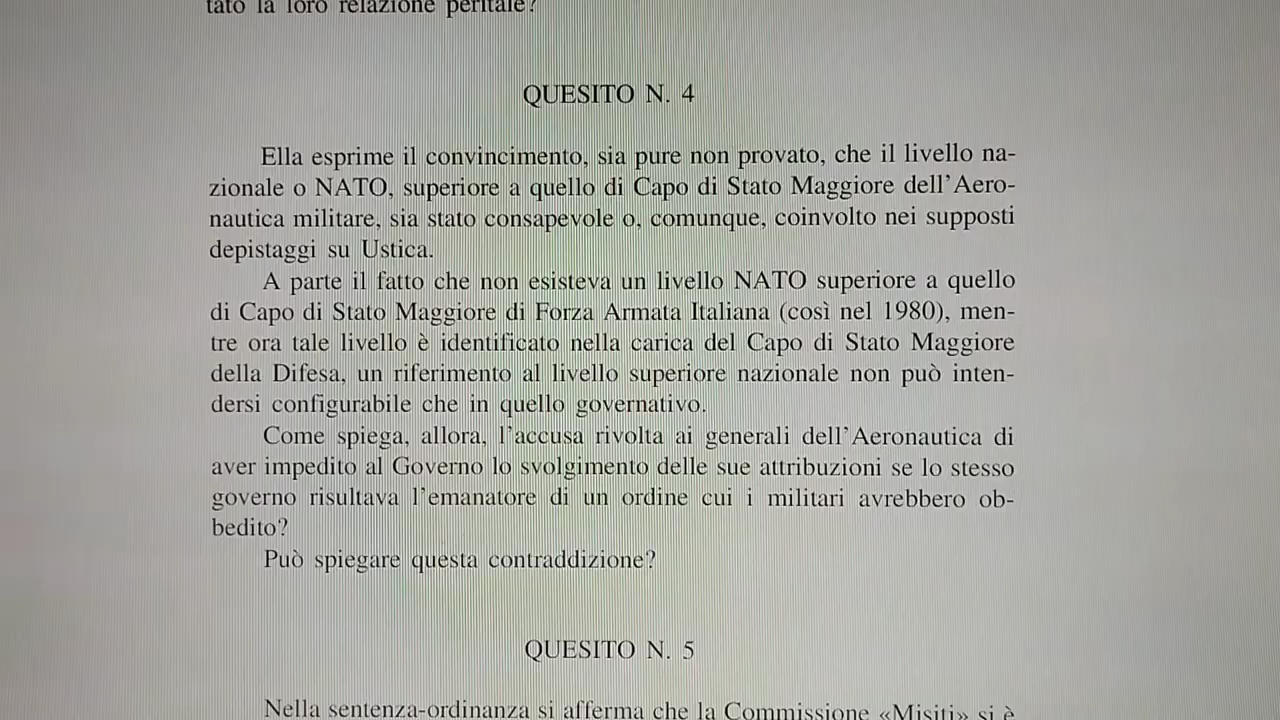 tato la loro relazione peritale?
QUESITO N. 4
Ella esprime il convincimento, sia pure non provato, che il livello na-
zionale o NATO, superiore a quello di Capo di Stato Maggiore dell'Aero-
nautica militare, sia stato consapevole o, comunque, coinvolto nei supposti
depistaggi su Ustica.
A parte il fatto che non esisteva un livello NATO superiore a quello
di Capo di Stato Maggiore di Forza Armata Italiana (così nel 1980), men-
tre ora tale livello è identificato nella carica del Capo di Stato Maggiore
della Difesa, un riferimento al livello superiore nazionale non può inten-
dersi configurabile che in quello governativo.
Come spiega, allora, l'accusa rivolta ai generali dell'Aeronautica di
aver impedito al Governo lo svolgimento delle sue attribuzioni se lo stesso
governo risultava l'emanatore di un ordine cui i militari avrebbero ob-
bedito?
Può spiegare questa contraddizione?
QUESITO N. 5
Nella sentenza-ordinanza si afferma che la Commissione «Misiti» si è